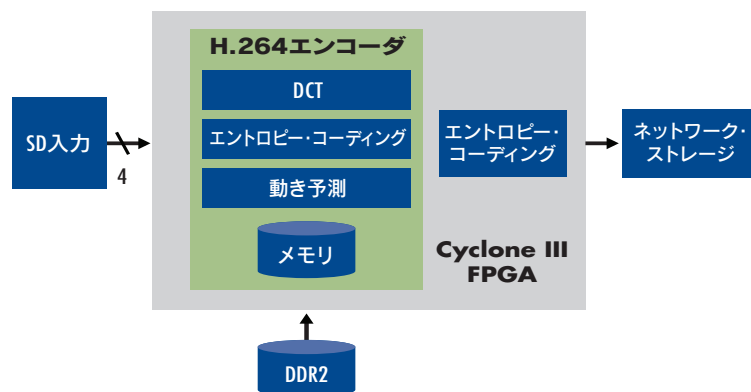 H.264エンコーダ
DCT
エントロピー・コーディング
動き予測
メモリ
SD入力
4
エントロピー・
コーディング
ネットワーク・
ストレージ
Cyclone III
FPGA
DDR2